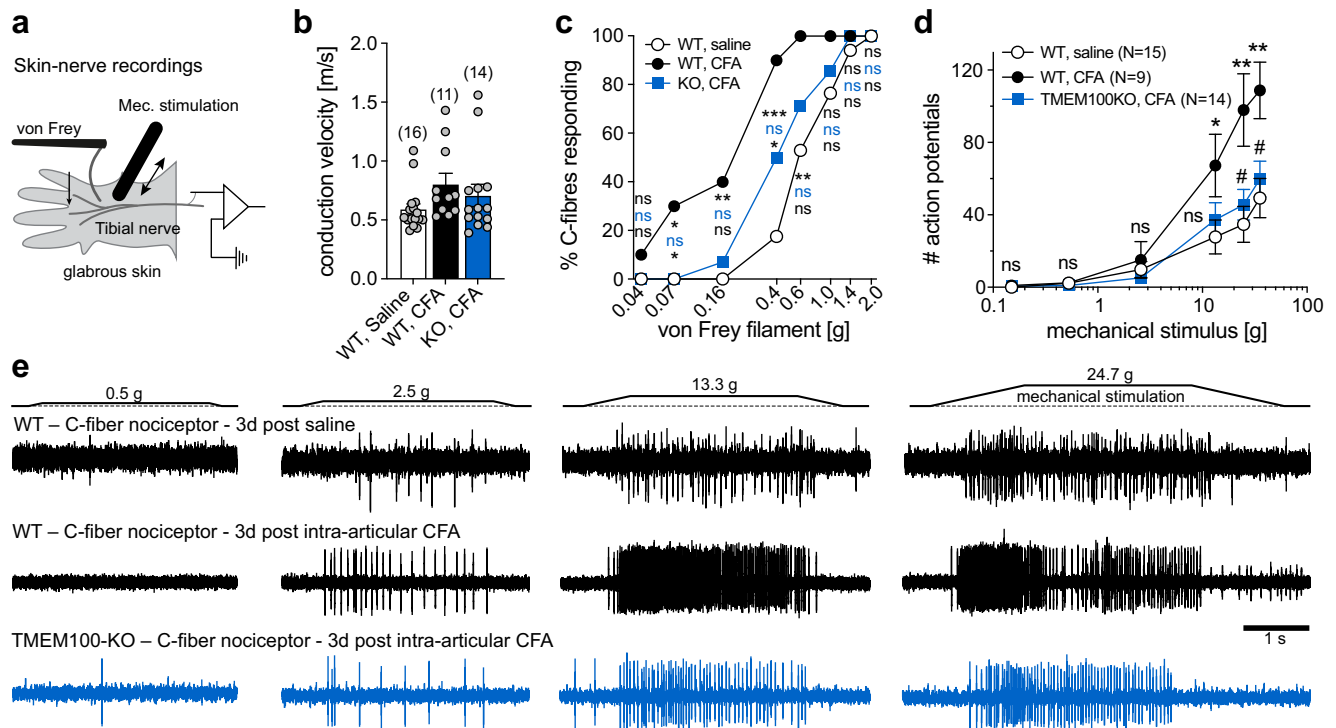 a
Skin-nerve recordings
Mec. stimulation
von Frey
Tibial nerve
glabrous skin
b
conduction velocity [m/s]
2.0
1.5
1.0
0.5
0.0
(16)
(11)
(14)
WT, Saline
WT, CFA
KO, CFA
c
% C-fibres responding
100
80
60
40
20
0
WT, saline
WT, CFA
KO, CFA
ns
ns
ns
*
ns
*
**
ns
ns
***
ns
*
**
ns
ns
ns
ns
ns
ns
ns
ns
ns
ns
ns
0.04
0.07
0.16
0.4
0.6
1.0
1.4
2.0
von Frey filament [g]
d
# action potentials
120
80
40
0
WT, saline (N=15)
WT, CFA (N=9)
TMEM100KO, CFA (N=14)
ns
ns
ns
ns
*
**
**
#
#
0.1
1
10
100
mechanical stimulus [g]
e
0.5 g
2.5 g
13.3 g
24.7 g
mechanical stimulation
WT – C-fiber nociceptor - 3d post saline
WT – C-fiber nociceptor - 3d post intra-articular CFA
TMEM100-KO – C-fiber nociceptor - 3d post intra-articular CFA
1 s